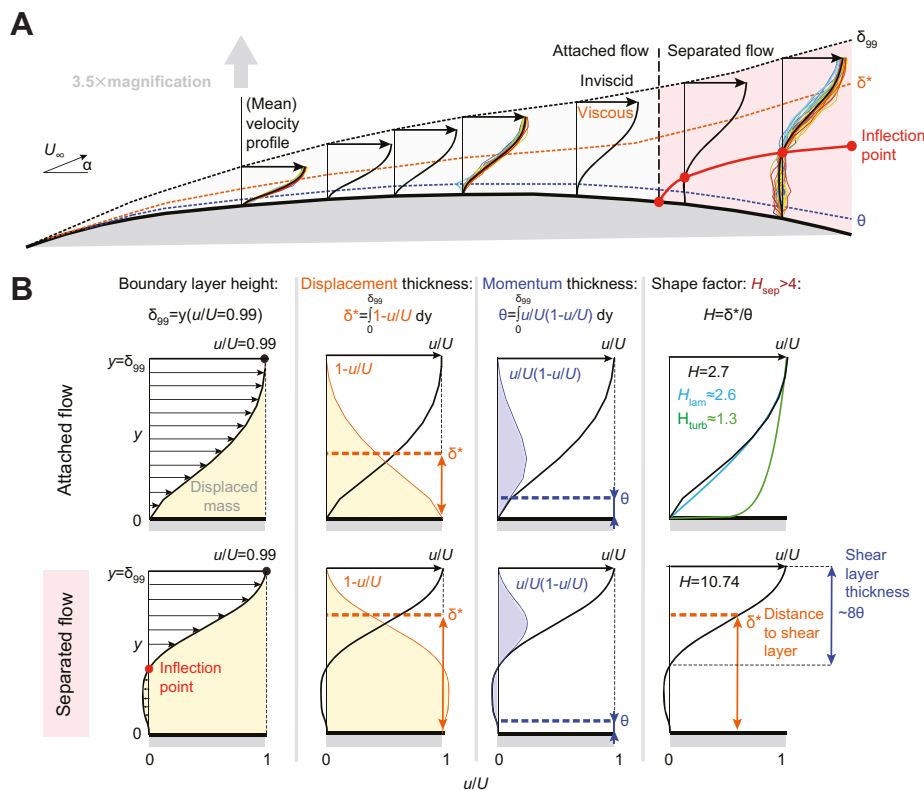 A
δ99
Attached flow
Separated flow
3.5×magnification
δ*
Inviscid
(Mean)
velocity
profile
Viscous
Inflection
point
U∞
α
θ
B
Boundary layer height:
δ99=y(u/U=0.99)
Displacement thickness:
δ*=∫0δ99 1-u/U dy
Momentum thickness:
θ=∫0δ99 u/U(1-u/U) dy
Shape factor: Hsep>4:
H=δ*/θ
Attached flow
u/U=0.99
y=δ99
y
0
Displaced
mass
u/U
1-u/U
δ*
u/U
u/U(1-u/U)
θ
u/U
H=2.7
Hlam≈2.6
Hturb≈1.3
Separated flow
u/U=0.99
y=δ99
y
0
Inflection
point
0 1
u/U
1-u/U
δ*
0 1
u/U
u/U(1-u/U)
θ
0 1
u/U
H=10.74
δ* Distance
to shear
layer
Shear
layer
thickness
~8θ
0 1
u/U